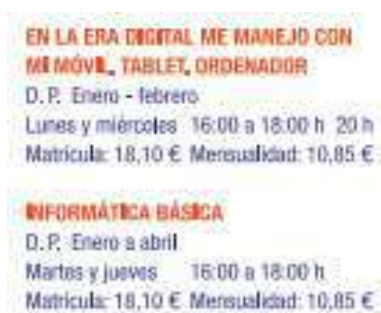 EN LA ERA DIGITAL ME MANEJO CON
MI MÓVIL, TABLET, ORDENADOR
D.P. Enero - febrero
Lunes y miércoles 16:00 a 18:00 h 20 h
Matrícula: 18,10 € Mensualidad: 10,85 €
INFORMÁTICA BÁSICA
D.P. Enero a abril
Martes y jueves 16:00 a 18:00 h
Matrícula: 18,10 € Mensualidad: 10,85 €